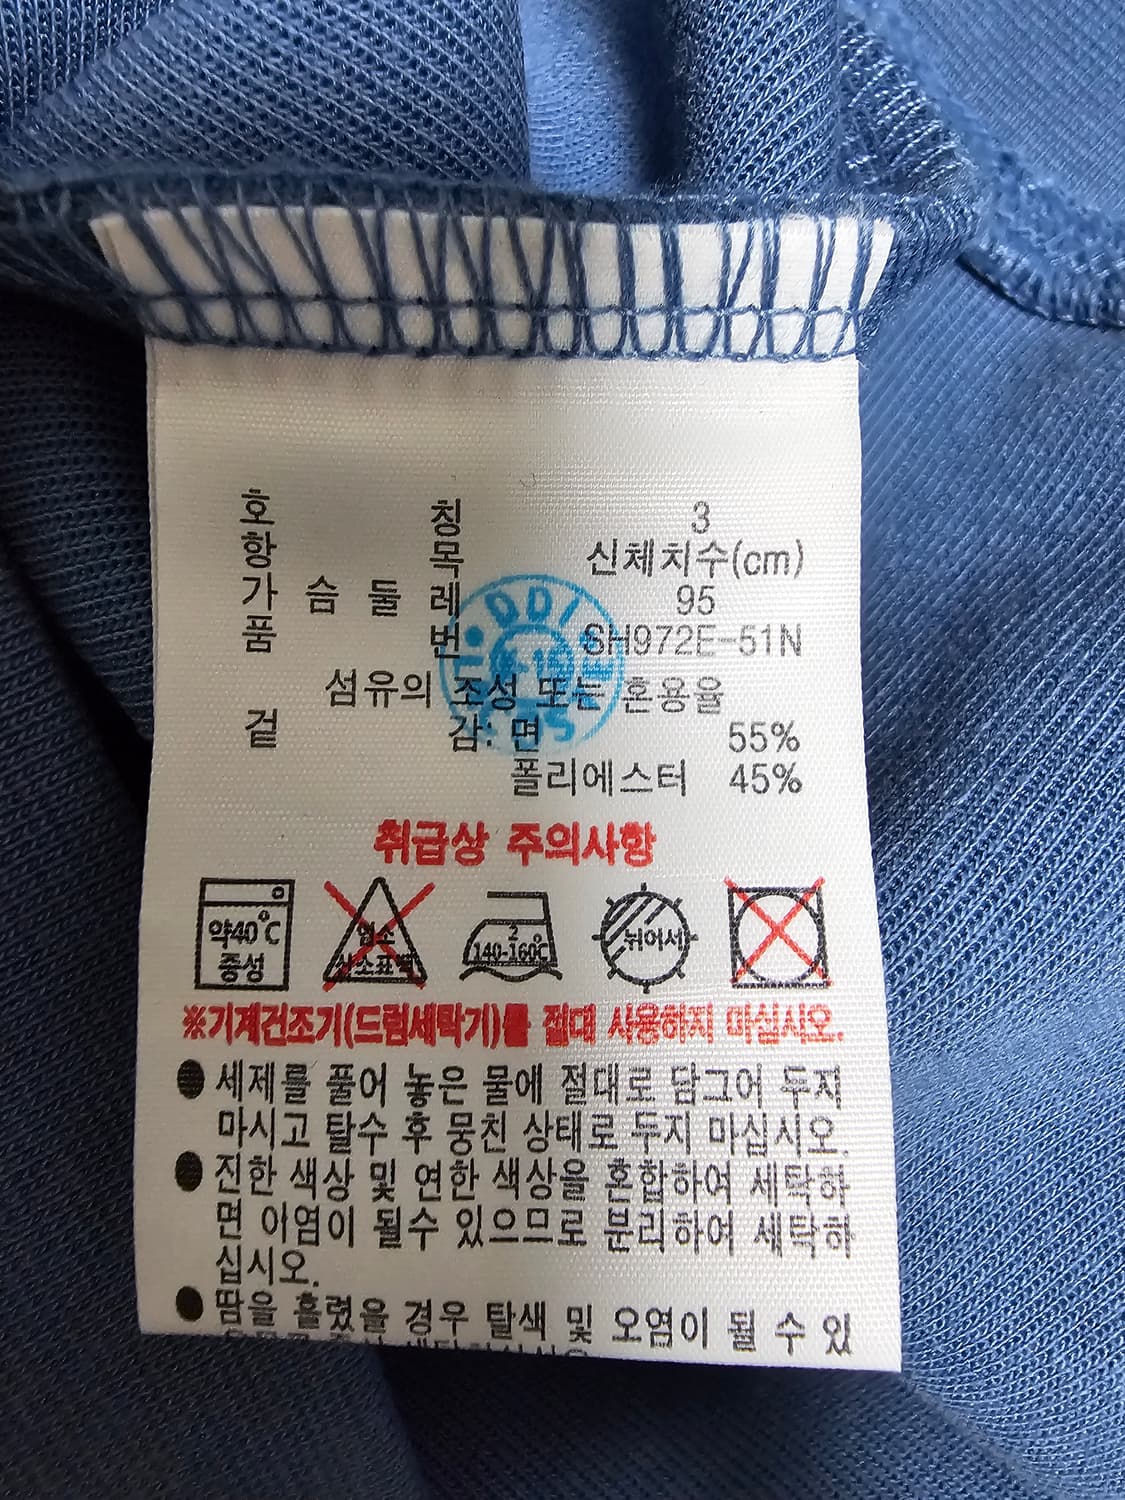 호 칭 3
항 목 신체치수(cm)
가 슴 둘 레 95
품 번 SH972E-51N
섬유의 조성 또는 혼용율
겉 감: 면 55%
폴리에스터 45%
취급상 주의사항
약40℃
중성
염소
산소표백
2
140-160℃
뉘어서
※기계건조기(드럼세탁기)를 절대 사용하지 마십시오.
● 세제를 풀어 놓은 물에 절대로 담그어 두지
마시고 탈수 후 뭉친 상태로 두지 마십시오.
● 진한 색상 및 연한 색상을 혼합하여 세탁하
면 이염이 될수 있으므로 분리하여 세탁하
십시오.
● 땀을 흘렸을 경우 탈색 및 오염이 될 수 있